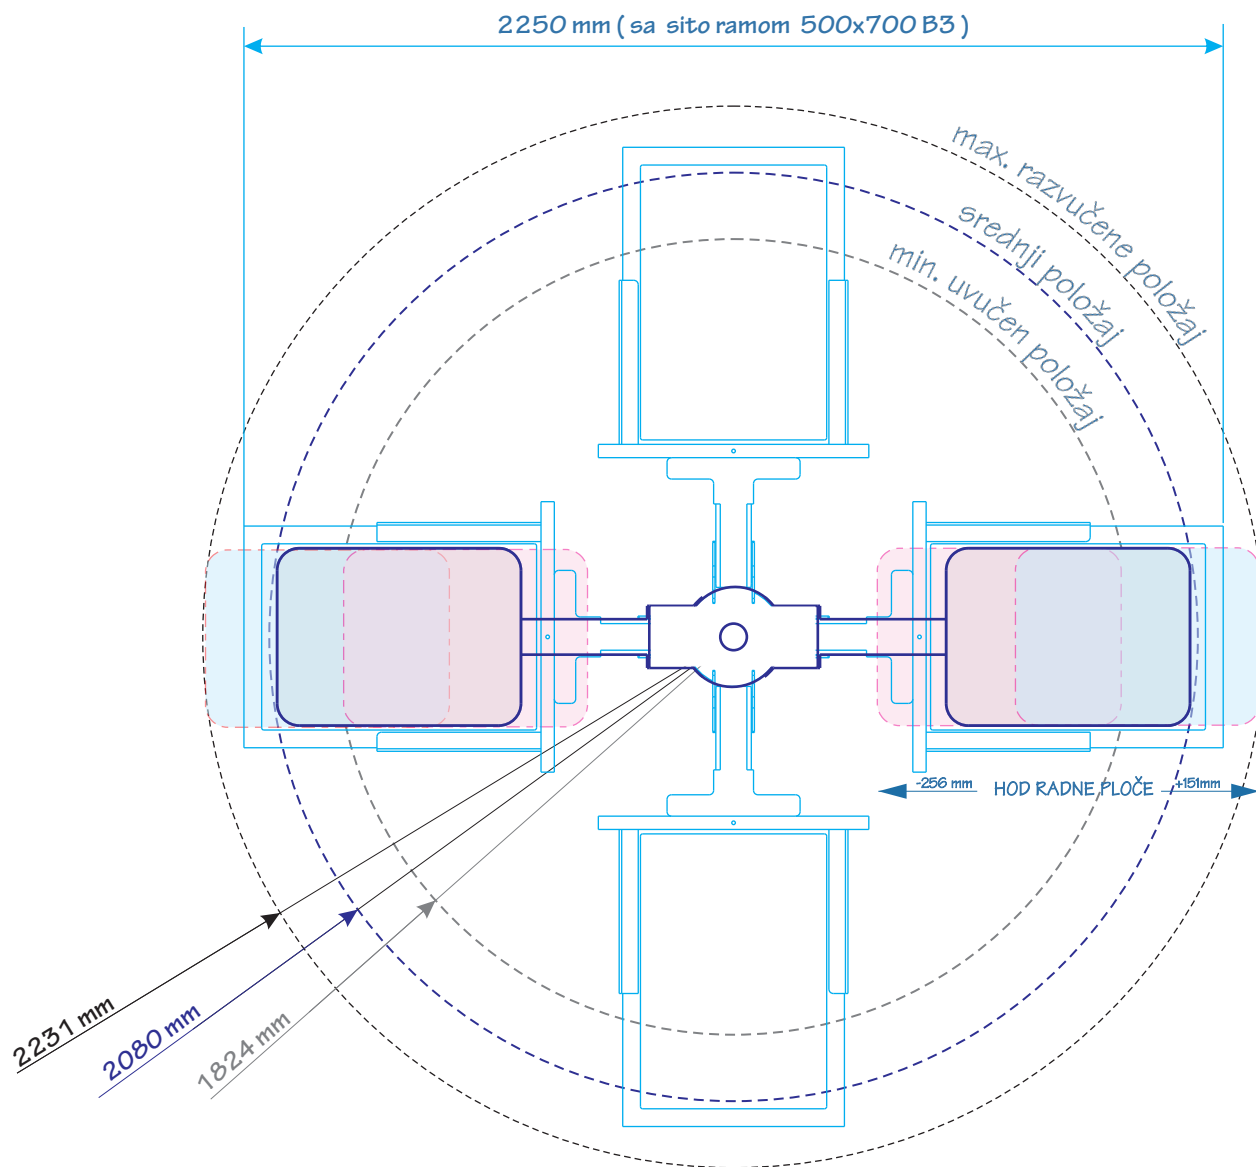 2250 mm ( sa sito ramom 500x700 B3 )
max. razvučene položaj
srednji položaj
min. uvučen položaj
-256 mm HOD RADNE PLOČE +151mm
2231 mm
2080 mm
1824 mm